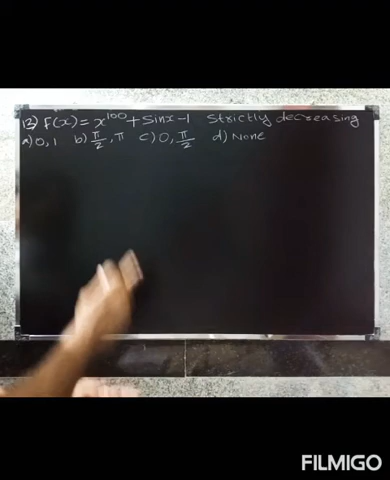 12) F(x) = x^100 + Sinx - 1 Strictly decreasing
a) 0, 1 b) π/2, π c) 0, π/2 d) None
FILMIGO